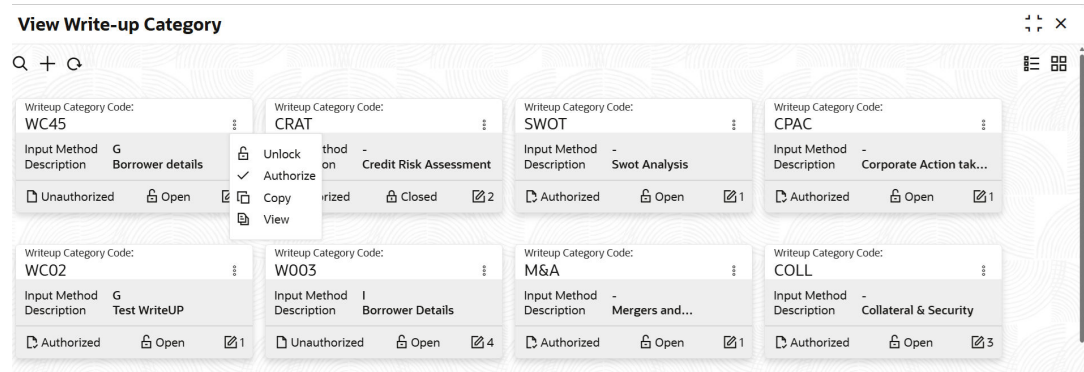 View Write-up Category
Writeup Category Code:
WC45
Input Method G
Description Borrower details
Unauthorized Open
Unlock
Authorize
Copy
View
Writeup Category Code:
CRAT
thod -
on Credit Risk Assessment
rized Closed 2
Writeup Category Code:
SWOT
Input Method -
Description Swot Analysis
Authorized Open 1
Writeup Category Code:
CPAC
Input Method -
Description Corporate Action tak...
Authorized Open 1
Writeup Category Code:
WC02
Input Method G
Description Test WriteUP
Authorized Open 1
Writeup Category Code:
W003
Input Method I
Description Borrower Details
Unauthorized Open 4
Writeup Category Code:
M&A
Input Method -
Description Mergers and...
Authorized Open 1
Writeup Category Code:
COLL
Input Method -
Description Collateral & Security
Authorized Open 3